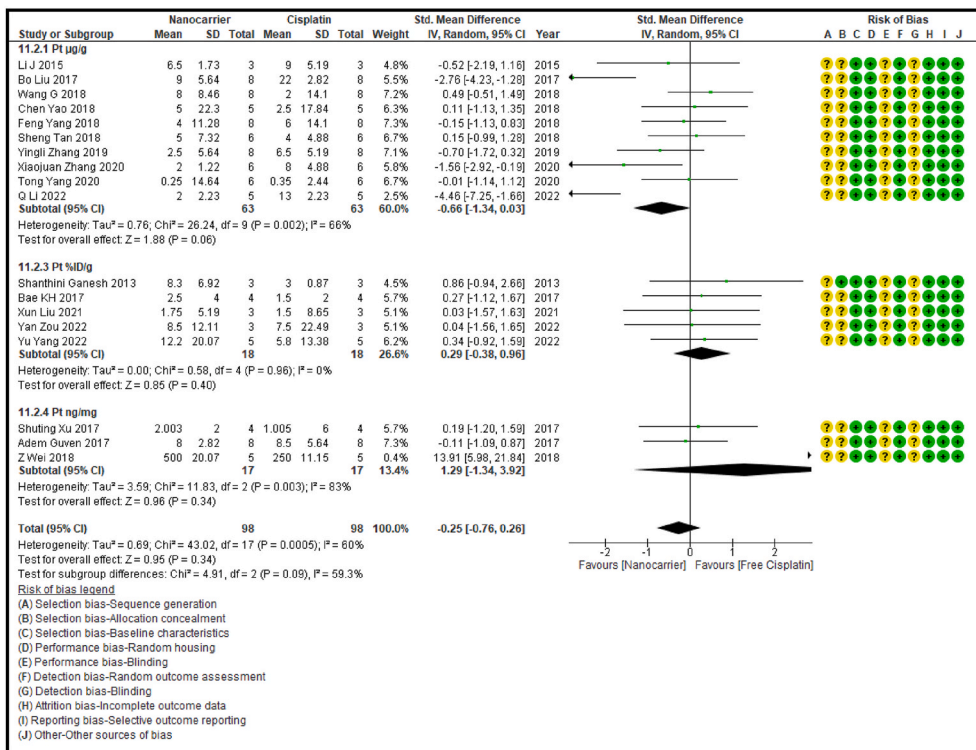 Nanocarrier Cisplatin Std. Mean Difference Std. Mean Difference Risk of Bias
Study or Subgroup Mean SD Total Mean SD Total Weight IV, Random, 95% CI Year IV, Random, 95% CI A B C D E F G H I J
11.2.1 Pt µg/g
Li J 2015 6.5 1.73 3 9 5.19 3 4.8% -0.52 [-2.19, 1.16] 2015 ? ? + + ? + ? + + +
Bo Liu 2017 9 5.64 8 22 2.82 8 5.7% -2.76 [-4.23, -1.28] 2017 ? ? + + ? + ? + + +
Wang G 2018 8 8.46 8 2 14.1 8 7.2% 0.49 [-0.51, 1.49] 2018 ? ? + + ? + ? + + +
Chen Yao 2018 5 22.3 5 2.5 17.84 5 6.2% 0.11 [-1.13, 1.35] 2018 ? ? + + ? + ? + + +
Feng Yang 2018 4 11.28 8 6 14.1 8 7.3% -0.15 [-1.13, 0.83] 2018 ? ? + + ? + ? + + +
Sheng Tan 2018 5 7.32 6 4 4.88 6 6.6% 0.15 [-0.99, 1.28] 2018 ? ? + + ? + ? + + +
Yingli Zhang 2019 2.5 5.64 8 6.5 5.19 8 7.1% -0.70 [-1.72, 0.32] 2019 ? ? + + ? + ? + + +
Xiaojuan Zhang 2020 2 1.22 6 8 4.88 6 6.0% -1.56 [-2.92, -0.19] 2020 ? ? + + ? + ? + + +
Tong Yang 2020 0.25 14.64 6 0.35 2.44 6 6.7% -0.01 [-1.14, 1.12] 2020 ? ? + + ? + ? + + +
Q Li 2022 2 2.23 5 13 2.23 5 2.6% -4.46 [-7.25, -1.66] 2022 ? ? + + ? + ? + + +
Subtotal (95% CI) 63 63 60.0% -0.66 [-1.34, 0.03]
Heterogeneity: Tau² = 0.76; Chi² = 26.24, df = 9 (P = 0.002); I² = 66%
Test for overall effect: Z = 1.88 (P = 0.06)
11.2.3 Pt %ID/g
Shanthini Ganesh 2013 8.3 6.92 3 3 0.87 3 4.5% 0.86 [-0.94, 2.66] 2013 ? + + + ? + ? + + +
Bae KH 2017 2.5 4 4 1.5 2 4 5.7% 0.27 [-1.12, 1.67] 2017 ? ? + + ? + ? + + +
Xun Liu 2021 1.75 5.19 3 1.5 8.65 3 5.1% 0.03 [-1.57, 1.63] 2021 ? ? + + ? + ? + + +
Yan Zou 2022 8.5 12.11 3 7.5 22.49 3 5.1% 0.04 [-1.56, 1.65] 2022 ? ? + + ? + ? + + +
Yu Yang 2022 12.2 20.07 5 5.8 13.38 5 6.2% 0.34 [-0.92, 1.59] 2022 ? ? + + ? + ? + + +
Subtotal (95% CI) 18 18 26.6% 0.29 [-0.38, 0.96]
Heterogeneity: Tau² = 0.00; Chi² = 0.58, df = 4 (P = 0.96); I² = 0%
Test for overall effect: Z = 0.85 (P = 0.40)
11.2.4 Pt ng/mg
Shuting Xu 2017 2.003 2 4 1.005 6 4 5.7% 0.19 [-1.20, 1.59] 2017 ? ? + + ? + ? + + +
Adem Guven 2017 8 2.82 8 8.5 5.64 8 7.3% -0.11 [-1.09, 0.87] 2017 ? ? + + ? + ? + + +
Z Wei 2018 500 20.07 5 250 11.15 5 0.4% 13.91 [5.98, 21.84] 2018 ? ? + + ? + ? + + +
Subtotal (95% CI) 17 17 13.4% 1.29 [-1.34, 3.92]
Heterogeneity: Tau² = 3.59; Chi² = 11.83, df = 2 (P = 0.003); I² = 83%
Test for overall effect: Z = 0.96 (P = 0.34)
Total (95% CI) 98 98 100.0% -0.25 [-0.76, 0.26]
Heterogeneity: Tau² = 0.69; Chi² = 43.02, df = 17 (P = 0.0005); I² = 60%
Test for overall effect: Z = 0.95 (P = 0.34)
Test for subgroup differences: Chi² = 4.91, df = 2 (P = 0.09), I² = 59.3%
-2 -1 0 1 2
Favours [Nanocarrier] Favours [Free Cisplatin]
Risk of bias legend
(A) Selection bias-Sequence generation
(B) Selection bias-Allocation concealment
(C) Selection bias-Baseline characteristics
(D) Performance bias-Random housing
(E) Performance bias-Blinding
(F) Detection bias-Random outcome assessment
(G) Detection bias-Blinding
(H) Attrition bias-Incomplete outcome data
(I) Reporting bias-Selective outcome reporting
(J) Other-Other sources of bias